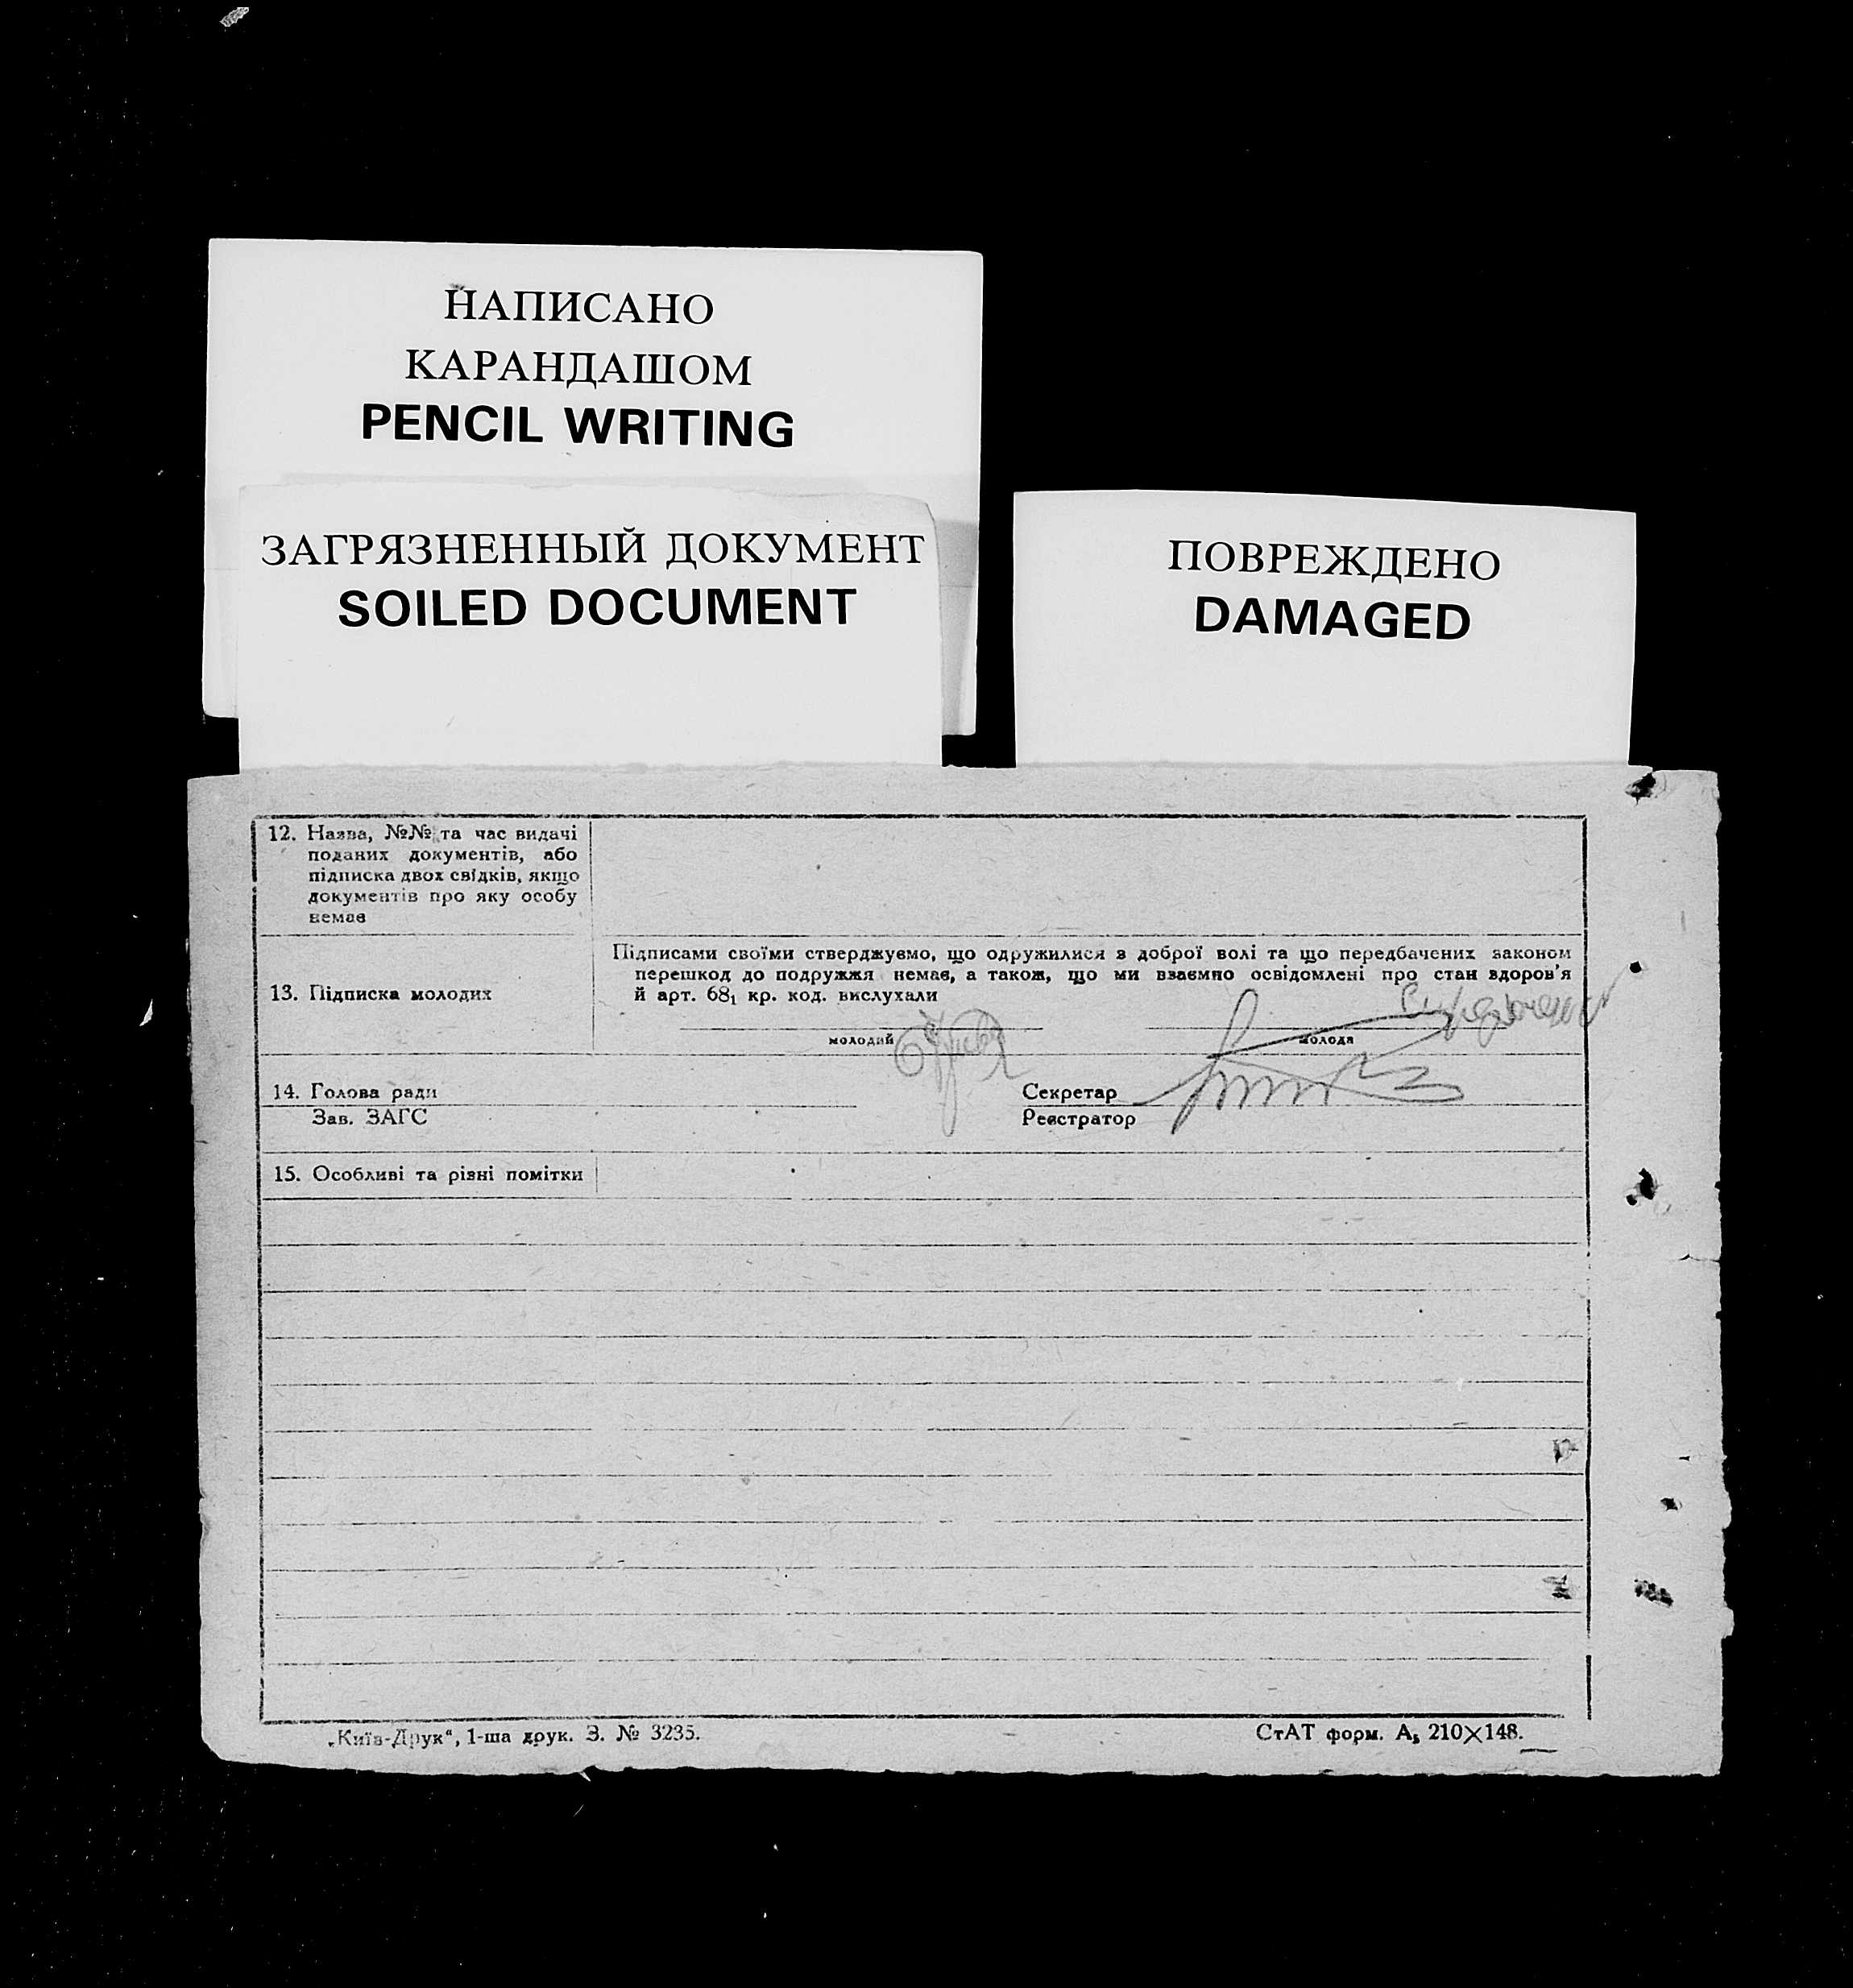 НАПИСАНО
КАРАНДАШОМ
PENCIL WRITING
ЗАГРЯЗНЕННЫЙ ДОКУМЕНТ
SOILED DOCUMENT
ПОВРЕЖДЕНО
DAMAGED
12. Назва, №№ та час видачі
поданих документів, або
підписка двох свідків, якщо
документів про яку особу
немає
13. Підписка молодих
Підписами своїми стверджуємо, що одружилися з доброї волі та що передбачених законом
перешкод до подружжя немає, а також, що ми взаємно освідомлені про стан здоров'я
й арт. 68₁ кр. код. вислухали
молодий
молода
14. Голова ради
Зав. ЗАГС
Секретар
Реєстратор
15. Особливі та різні помітки
„Київ-Друк“, 1-ша друк. З. № 3235.
СтАТ форм. А₅ 210×148.